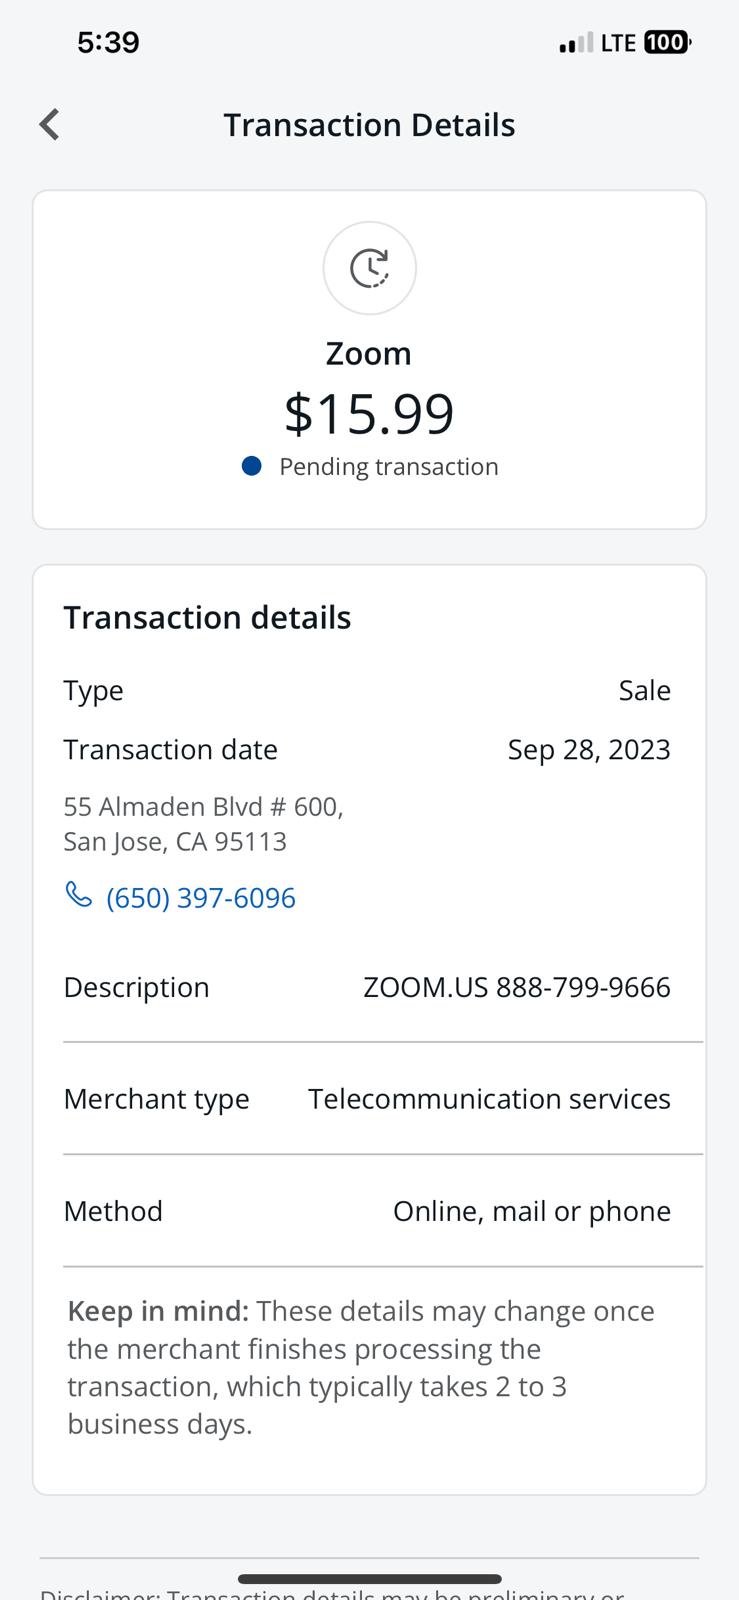 5:39
LTE 100
Transaction Details
Zoom
$15.99
Pending transaction
Transaction details
Type Sale
Transaction date Sep 28, 2023
55 Almaden Blvd # 600,
San Jose, CA 95113
(650) 397-6096
Description ZOOM.US 888-799-9666
Merchant type Telecommunication services
Method Online, mail or phone
Keep in mind: These details may change once
the merchant finishes processing the
transaction, which typically takes 2 to 3
business days.
Disclaimer: Transaction details may be preliminary or